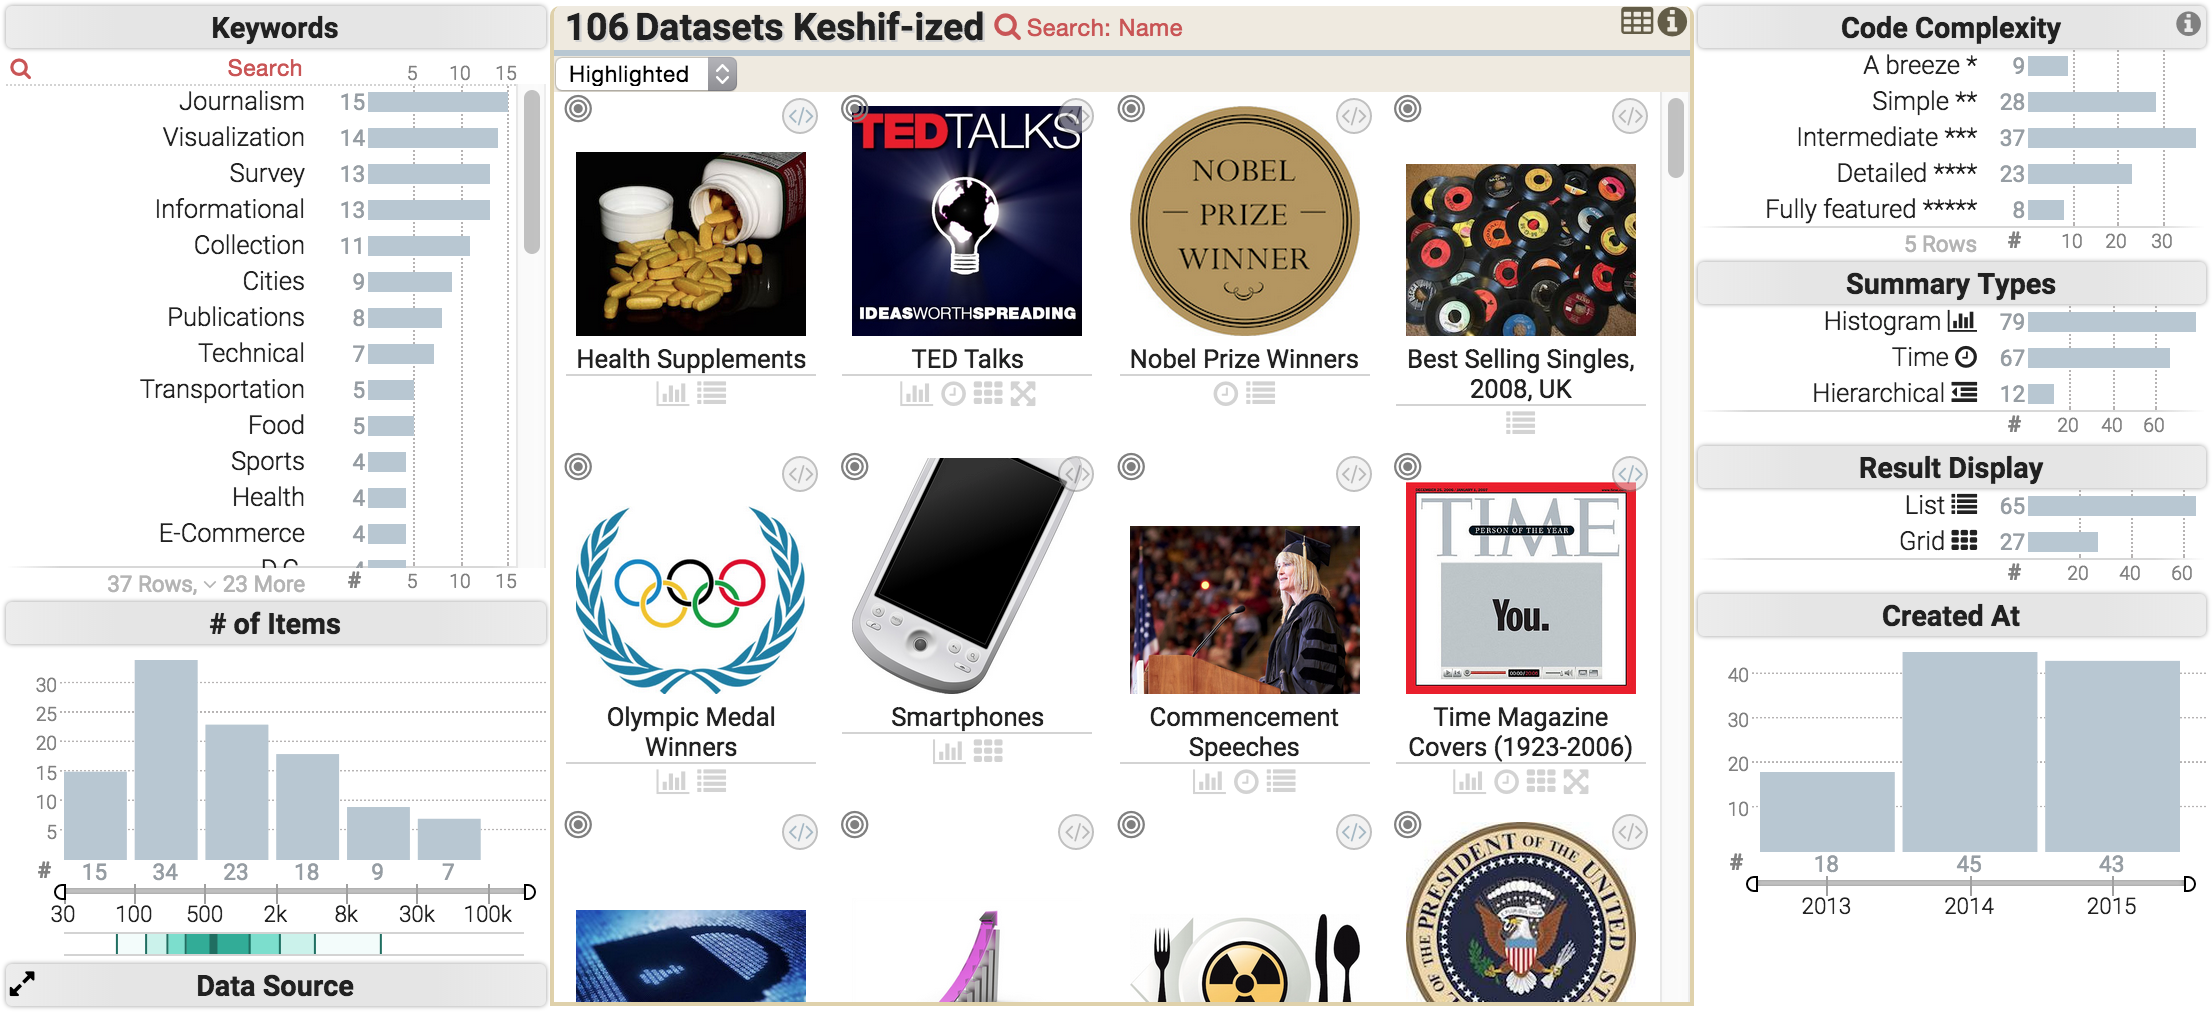 Keywords
Search
5 10 15
Journalism 15
Visualization 14
Survey 13
Informational 13
Collection 11
Cities 9
Publications 8
Technical 7
Transportation 5
Food 5
Sports 4
Health 4
E-Commerce 4
D.C. 4
37 Rows, 23 More # 5 10 15
# of Items
30
25
20
15
10
5
# 15 34 23 18 9 7
30 100 500 2k 8k 30k 100k
Data Source
106 Datasets Keshif-ized Search: Name
Highlighted
TEDTALKS
IDEASWORTHSPREADING
NOBEL
— PRIZE —
WINNER
Health Supplements
TED Talks
Nobel Prize Winners
Best Selling Singles,
2008, UK
TIME
PERSON OF THE YEAR
You.
Olympic Medal
Winners
Smartphones
Commencement
Speeches
Time Magazine
Covers (1923-2006)
OF THE PRESIDENT OF THE UNITED STATES
Code Complexity
A breeze * 9
Simple ** 28
Intermediate *** 37
Detailed **** 23
Fully featured ***** 8
5 Rows # 10 20 30
Summary Types
Histogram 79
Time 67
Hierarchical 12
# 20 40 60
Result Display
List 65
Grid 27
# 20 40 60
Created At
40
30
20
10
# 18 45 43
2013 2014 2015